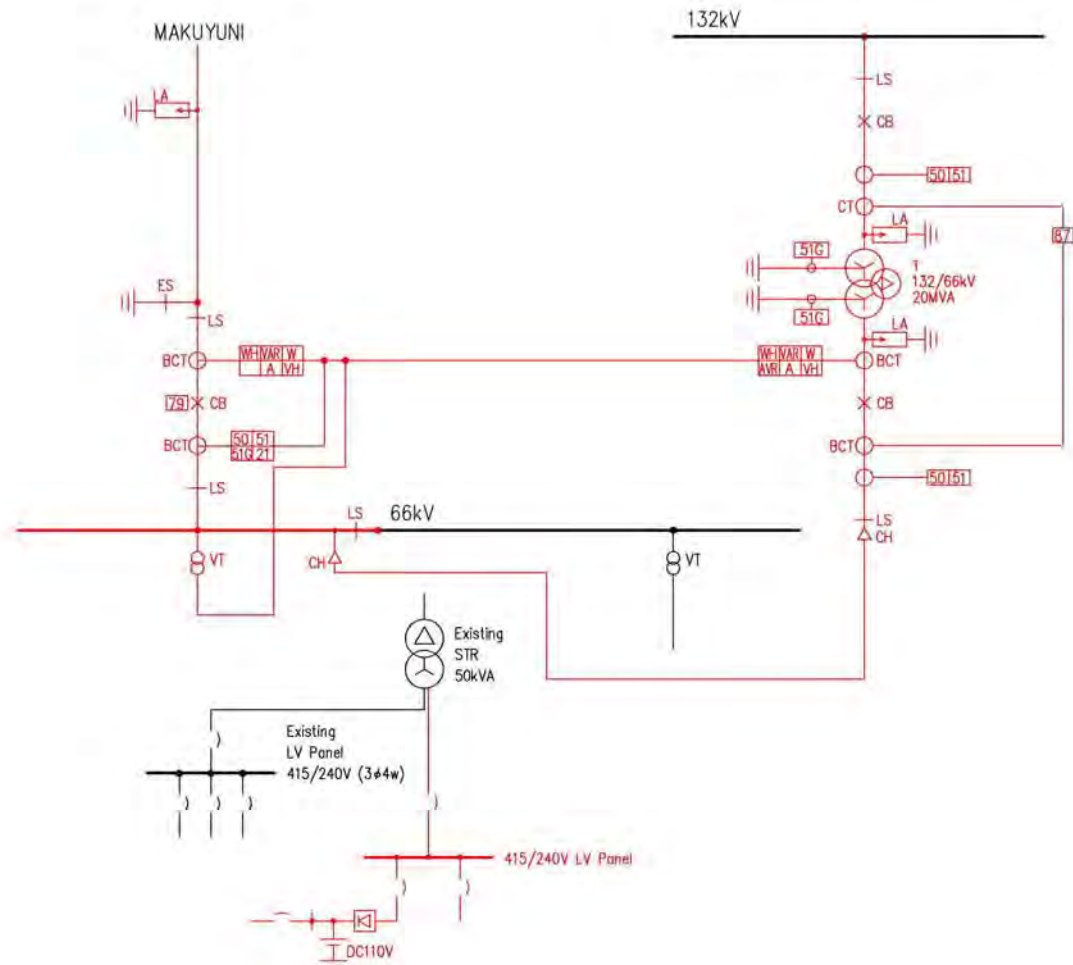 132kV
MAKUYUNI
LS
LA
CB
50 51
CT
LA
87
51G
T
132/66kV
20MVA
ES
51G
LS
LA
BCT
WH VAR W
A VH
WH VAR W
AVR A VH
BCT
79
CB
CB
BCT
50 51
51G 21
BCT
LS
50 51
LS
66kV
LS
CH
VT
CH
VT
Existing
STR
50kVA
Existing
LV Panel
415/240V (3φ4w)
415/240V LV Panel
DC110V